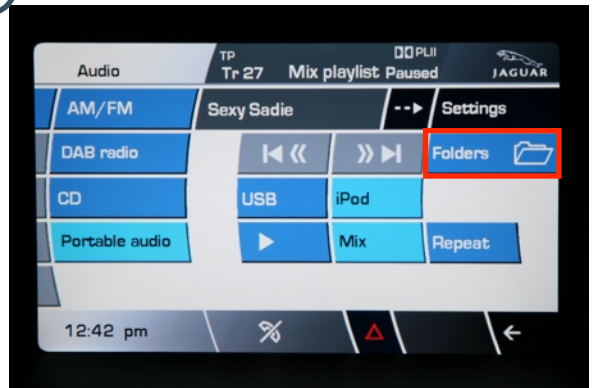 Audio
TP
Tr 27 Mix playlist Paused
PLII
JAGUAR
AM/FM
Sexy Sadie
Settings
DAB radio
Folders
CD
USB
iPod
Portable audio
Mix
Repeat
12:42 pm